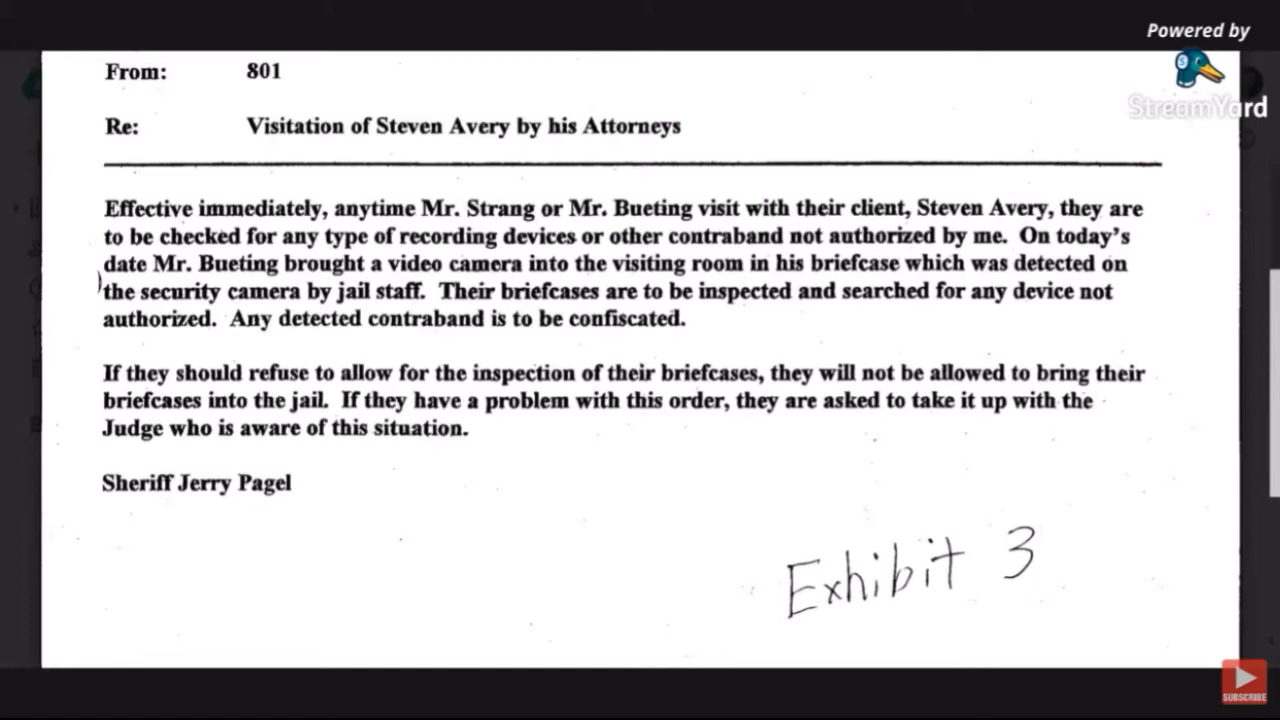 Powered by
StreamYard
From: 801
Re: Visitation of Steven Avery by his Attorneys
Effective immediately, anytime Mr. Strang or Mr. Bueting visit with their client, Steven Avery, they are
to be checked for any type of recording devices or other contraband not authorized by me. On today's
date Mr. Bueting brought a video camera into the visiting room in his briefcase which was detected on
the security camera by jail staff. Their briefcases are to be inspected and searched for any device not
authorized. Any detected contraband is to be confiscated.
If they should refuse to allow for the inspection of their briefcases, they will not be allowed to bring their
briefcases into the jail. If they have a problem with this order, they are asked to take it up with the
Judge who is aware of this situation.
Sheriff Jerry Pagel
Exhibit 3
SUBSCRIBE